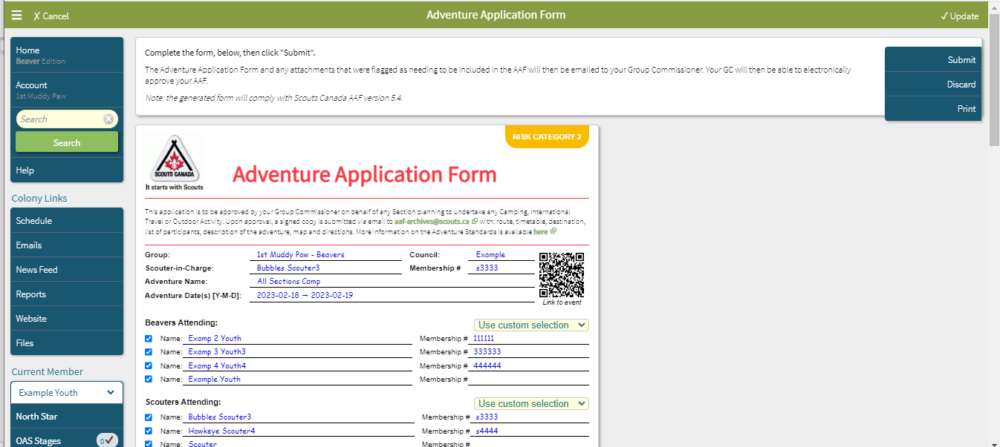 ☰ ✗ Cancel
Adventure Application Form
✓ Update
Home
Beaver Edition
Account
1st Muddy Paw
Search
Search
Help
Colony Links
Schedule
Emails
News Feed
Reports
Website
Files
Current Member
Example Youth
North Star
OAS Stages 0✓
Complete the form, below, then click "Submit".
The Adventure Application Form and any attachments that were flagged as needing to be included in the AAF will then be emailed to your Group Commissioner. Your GC will then be able to electronically
approve your AAF.
Note: the generated form will comply with Scouts Canada AAF version 5.4.
Submit
Discard
Print
RISK CATEGORY 2
SCOUTS CANADA
It starts with Scouts
Adventure Application Form
This application is to be approved by your Group Commissioner on behalf of any Section planning to undertake any Camping, International
Travel or Outdoor Activity. Upon approval, a signed copy is submitted via email to aaf-archives@scouts.ca with: route, timetable, destination,
list of participants, description of the adventure, map and directions. More information on the Adventure Standards is available here
Group: 1st Muddy Paw - Beavers Council: Example
Scouter-in-Charge: Bubbles Scouter3 Membership # s3333
Adventure Name: All Sections Camp
Adventure Date(s) [Y-M-D]: 2023-02-18 → 2023-02-19
Link to event
Beavers Attending: Use custom selection
Name: Examp 2 Youth Membership # 111111
Name: Examp 3 Youth3 Membership # 333333
Name: Examp 4 Youth4 Membership # 444444
Name: Example Youth Membership #
Scouters Attending: Use custom selection
Name: Bubbles Scouter3 Membership # s3333
Name: Hawkeye Scouter4 Membership # s4444
Name: Scouter Membership #